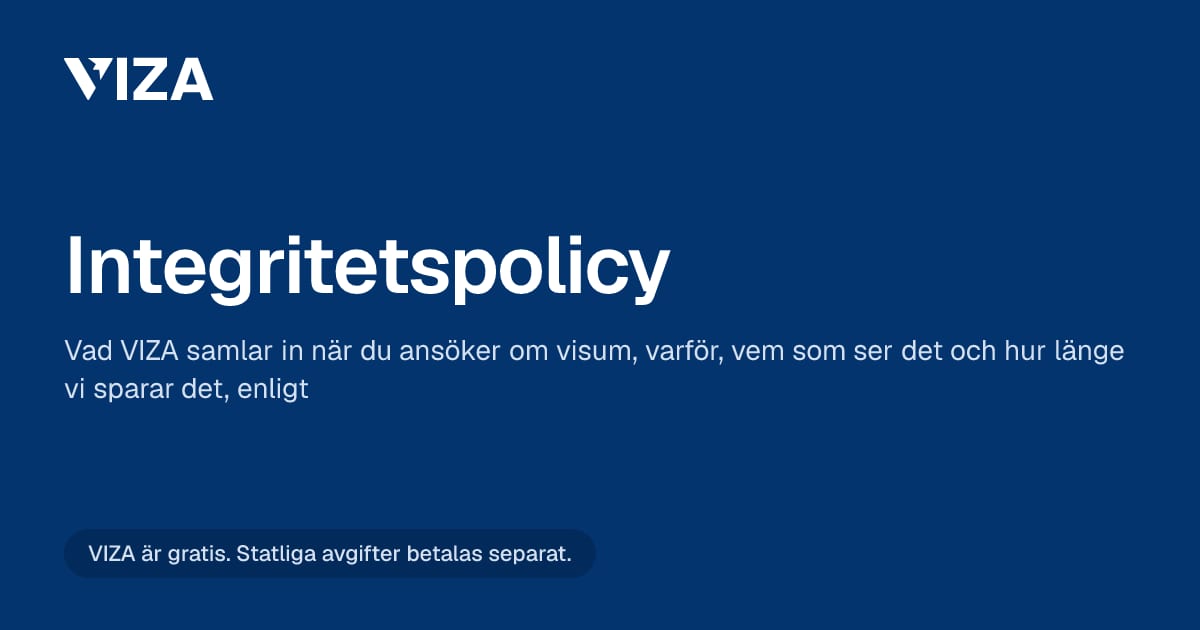 VIZA
Integritetspolicy
Vad VIZA samlar in när du ansöker om visum, varför, vem som ser det och hur länge
vi sparar det, enligt
VIZA är gratis. Statliga avgifter betalas separat.